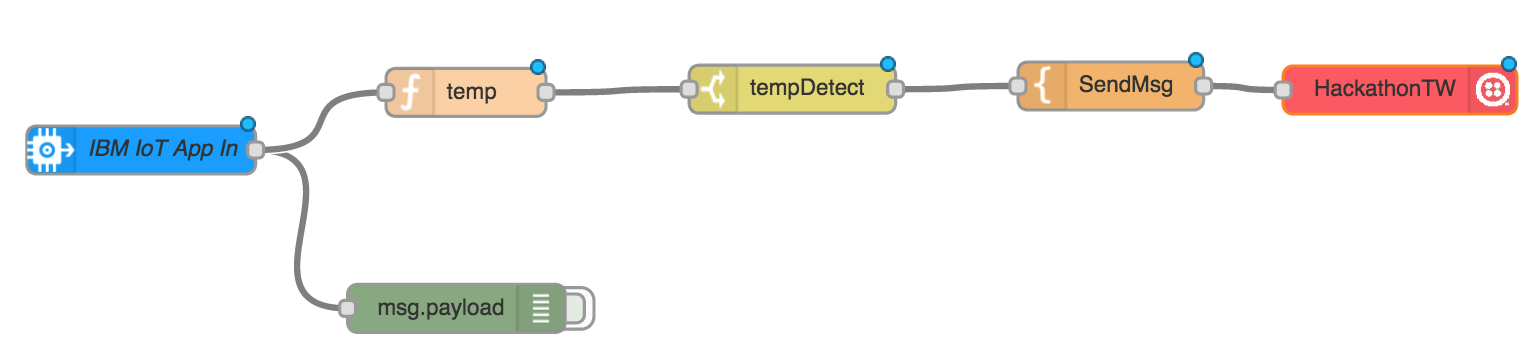 IBM IoT App In
temp
tempDetect
SendMsg
HackathonTW
msg.payload